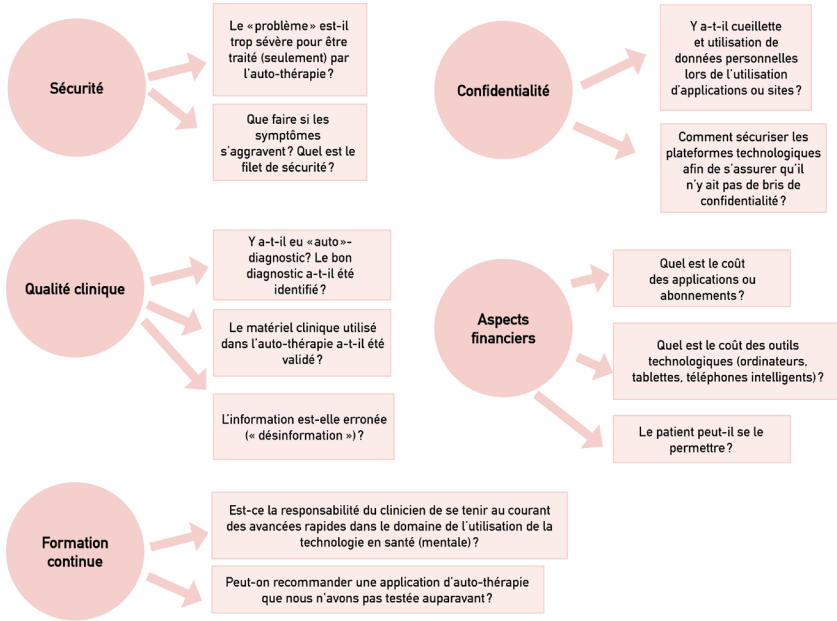 Sécurité
Le «problème» est-il
trop sévère pour être
traité (seulement) par
l'auto-thérapie?
Que faire si les
symptômes
s'aggravent? Quel est le
filet de sécurité?
Confidentialité
Y a-t-il cueillette
et utilisation de
données personnelles
lors de l'utilisation
d'applications ou sites?
Comment sécuriser les
plateformes technologiques
afin de s'assurer qu'il
n'y ait pas de bris de
confidentialité?
Qualité clinique
Y a-t-il eu «auto»-
diagnostic? Le bon
diagnostic a-t-il été
identifié?
Le matériel clinique utilisé
dans l'auto-thérapie a-t-il été
validé?
L'information est-elle erronée
(« désinformation »)?
Aspects
financiers
Quel est le coût
des applications ou
abonnements?
Quel est le coût des outils
technologiques (ordinateurs,
tablettes, téléphones intelligents)?
Le patient peut-il se le
permettre?
Formation
continue
Est-ce la responsabilité du clinicien de se tenir au courant
des avancées rapides dans le domaine de l'utilisation de la
technologie en santé (mentale)?
Peut-on recommander une application d'auto-thérapie
que nous n'avons pas testée auparavant?